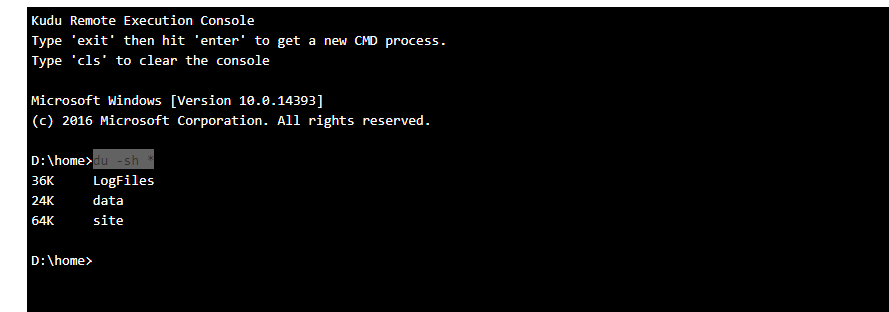 Kudu Remote Execution Console
Type 'exit' then hit 'enter' to get a new CMD process.
Type 'cls' to clear the console
Microsoft Windows [Version 10.0.14393]
(c) 2016 Microsoft Corporation. All rights reserved.
D:\home>du -sh *
36K LogFiles
24K data
64K site
D:\home>